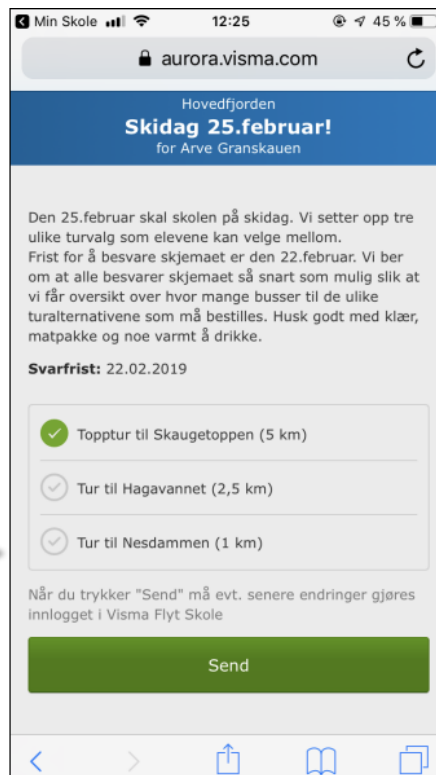 Min Skole 12:25 45 %
aurora.visma.com
Hovedfjorden
Skidag 25.februar!
for Arve Granskauen
Den 25.februar skal skolen på skidag. Vi setter opp tre
ulike turvalg som elevene kan velge mellom.
Frist for å besvare skjemaet er den 22.februar. Vi ber
om at alle besvarer skjemaet så snart som mulig slik at
vi får oversikt over hvor mange busser til de ulike
turalternativene som må bestilles. Husk godt med klær,
matpakke og noe varmt å drikke.
Svarfrist: 22.02.2019
Topptur til Skaugetoppen (5 km)
Tur til Hagavannet (2,5 km)
Tur til Nesdammen (1 km)
Når du trykker "Send" må evt. senere endringer gjøres
innlogget i Visma Flyt Skole
Send